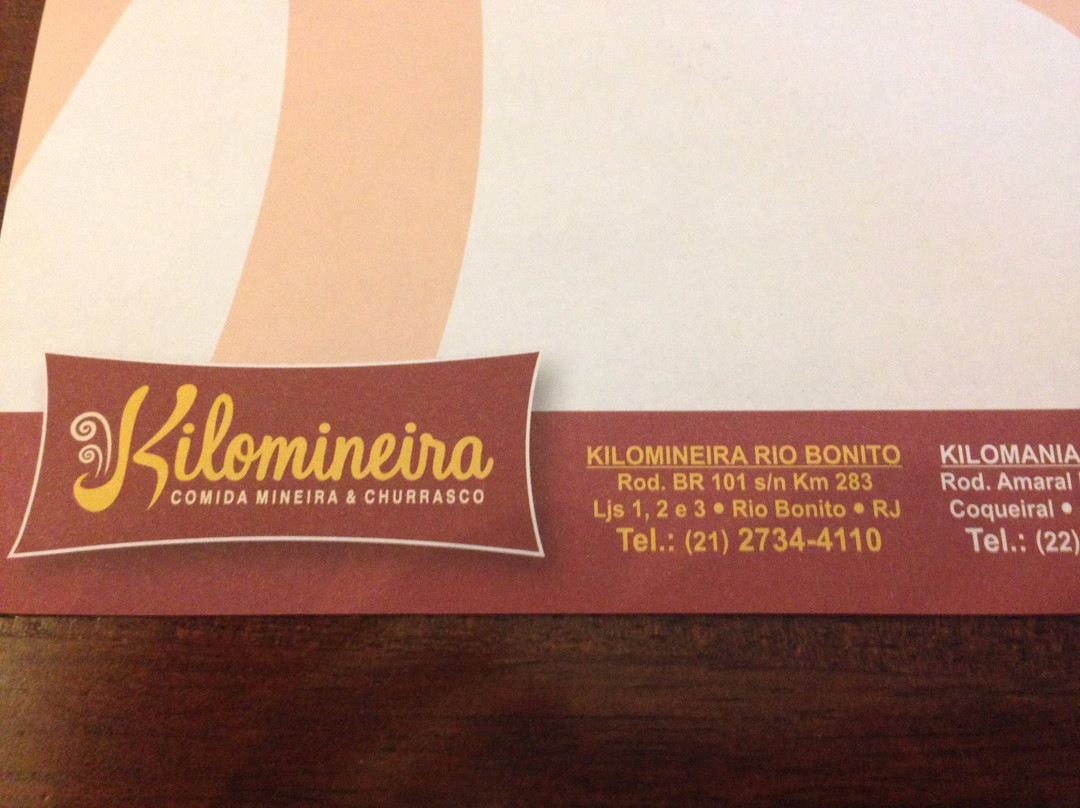 Kilomineira
COMIDA MINEIRA & CHURRASCO
KILOMINEIRA RIO BONITO
Rod. BR 101 s/n Km 283
Ljs 1, 2 e 3 • Rio Bonito • RJ
Tel.: (21) 2734-4110
KILOMANIA
Rod. Amaral
Coqueiral •
Tel.: (22)